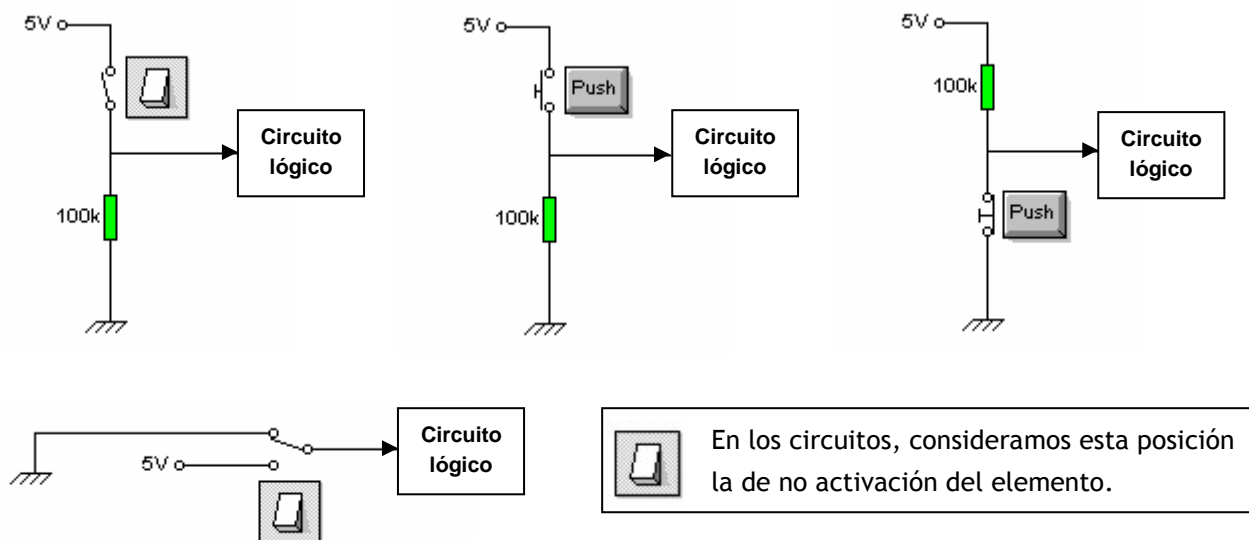 5V
100k
Circuito
lógico
5V
Push
100k
Circuito
lógico
5V
100k
Push
Circuito
lógico
5V
Circuito
lógico
En los circuitos, consideramos esta posición
la de no activación del elemento.